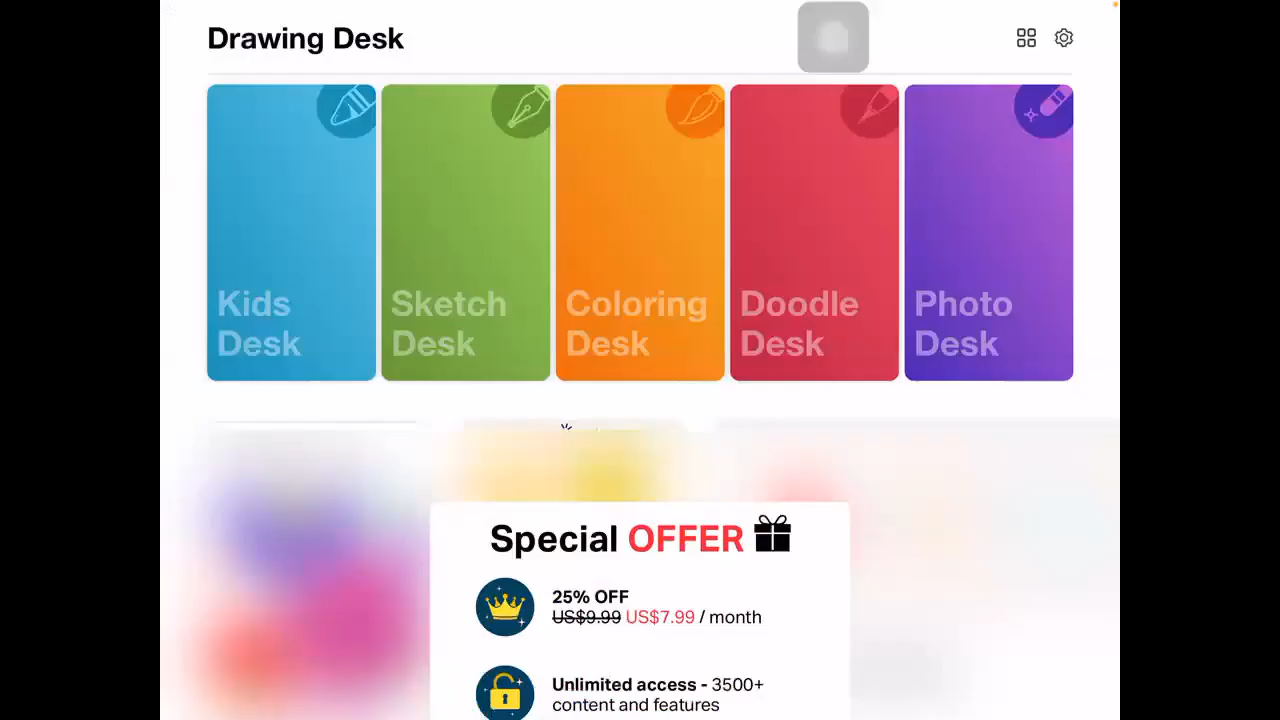 Drawing Desk
Kids
Desk
Sketch
Desk
Coloring
Desk
Doodle
Desk
Photo
Desk
Special OFFER
25% OFF
US$9.99 US$7.99 / month
Unlimited access - 3500+
content and features